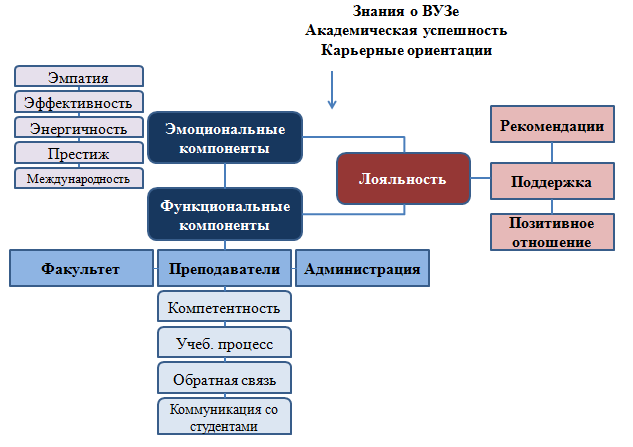 Знания о ВУЗе
Академическая успешность
Карьерные ориентации
Эмпатия
Эффективность
Энергичность
Престиж
Международность
Эмоциональные
компоненты
Функциональные
компоненты
Лояльность
Рекомендации
Поддержка
Позитивное
отношение
Факультет
Преподаватели
Администрация
Компетентность
Учеб. процесс
Обратная связь
Коммуникация со
студентами